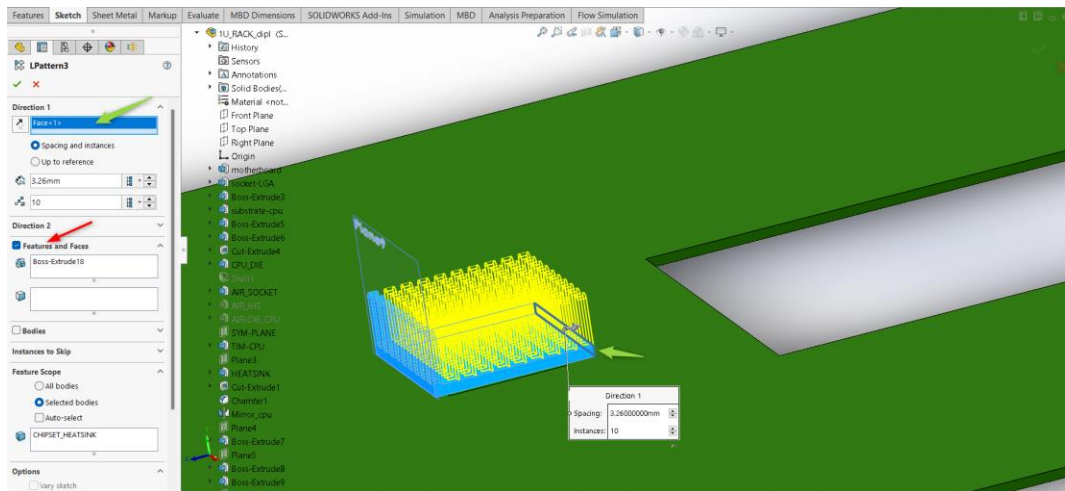 Features Sketch Sheet Metal Markup Evaluate MBD Dimensions SOLIDWORKS Add-Ins Simulation MBD Analysis Preparation Flow Simulation
LPattern3
Direction 1
Face<1>
Spacing and instances
Up to reference
3.26mm
10
Direction 2
Features and Faces
Boss-Extrude18
Bodies
Instances to Skip
Feature Scope
All bodies
Selected bodies
Auto-select
CHIPSET_HEATSINK
Options
Vary sketch
1U_RACK_dipl (S...
History
Sensors
Annotations
Solid Bodies(...
Material <not...
Front Plane
Top Plane
Right Plane
Origin
motherboard
socket-LGA
Boss-Extrude3
substrate-cpu
Boss-Extrude5
Boss-Extrude6
Cut-Extrude4
CPU_DIE
Shell1
AIR_SOCKET
AIR_IHS
AIR-DIE_CPU
SYM-PLANE
TIM-CPU
Plane3
HEATSINK
Cut-Extrude1
Chamfer1
Mirror_cpu
Plane4
Boss-Extrude7
Plane5
Boss-Extrude8
Boss-Extrude9
Direction 1
Spacing: 3.26000000mm
Instances: 10